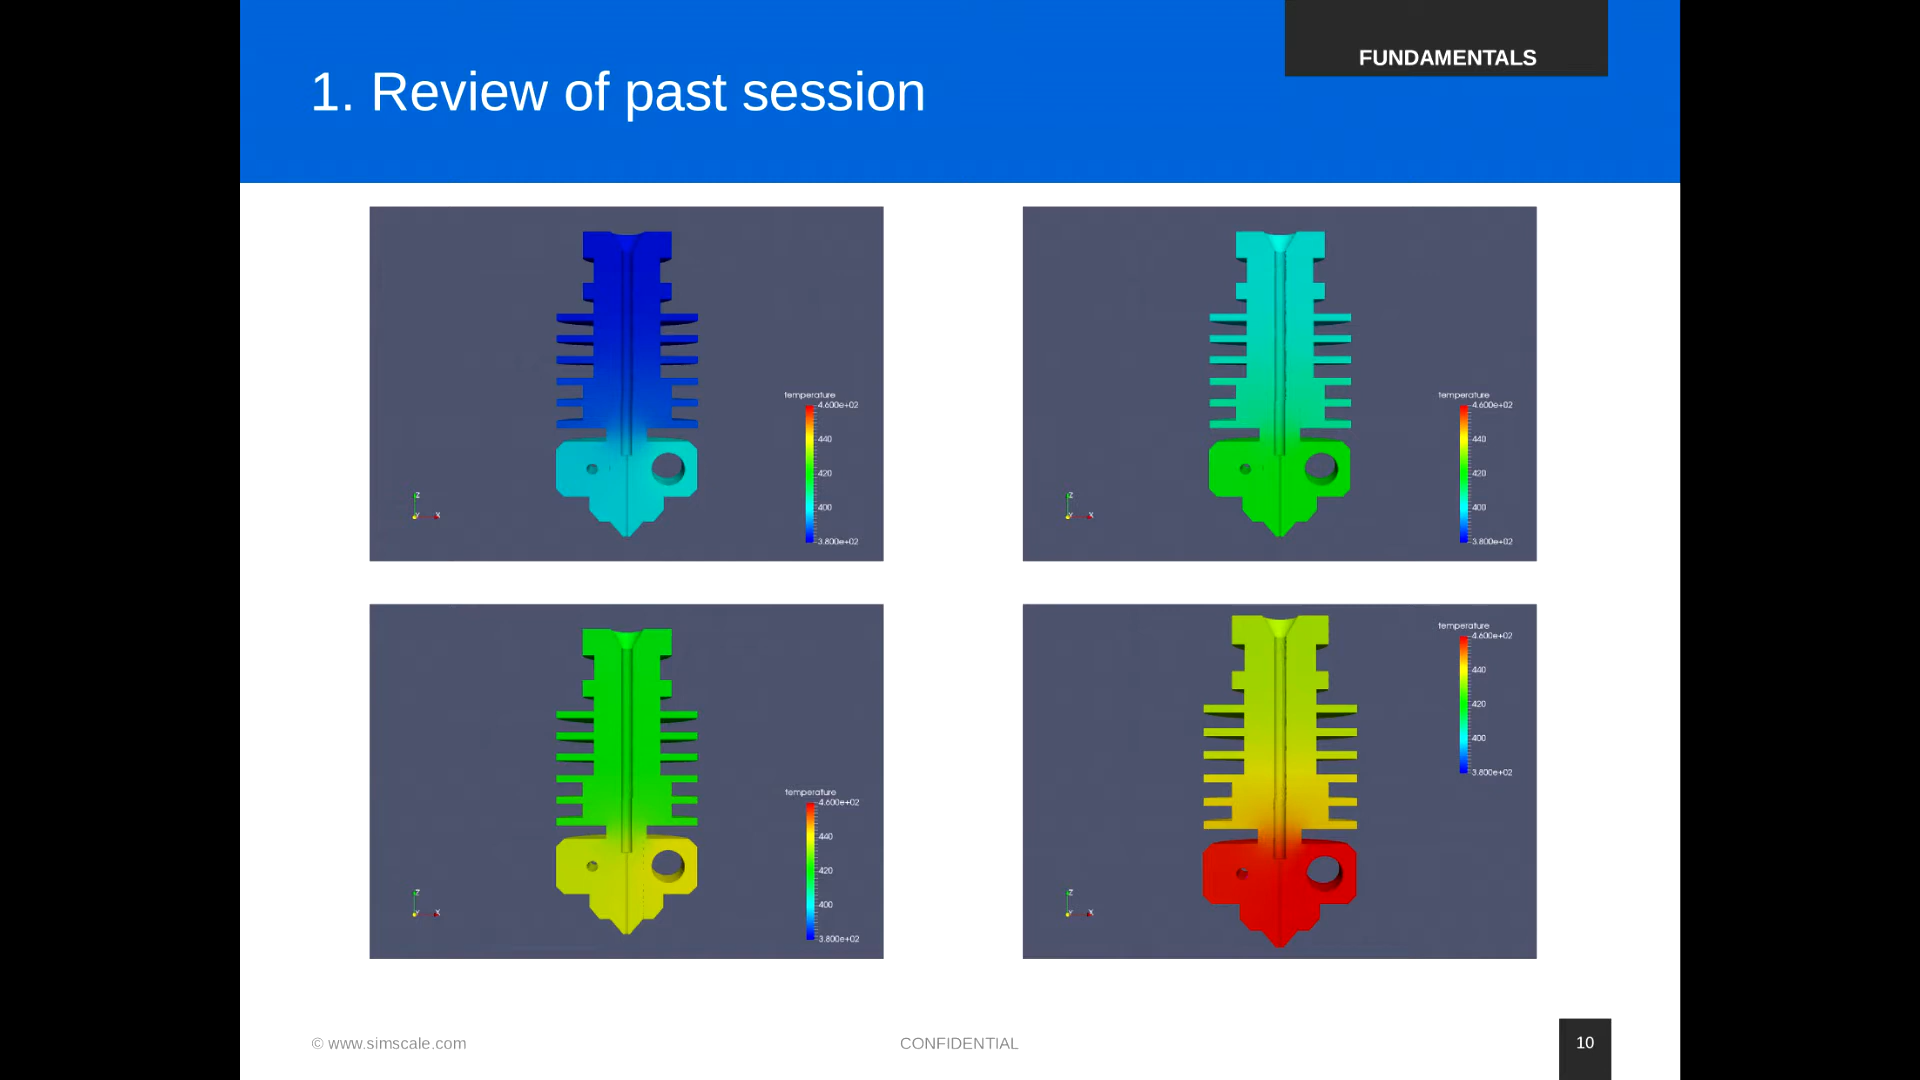 FUNDAMENTALS
1. Review of past session
temperature
4.600e+02
440
420
400
3.800e+02
Z
Y
X
temperature
4.600e+02
440
420
400
3.800e+02
Z
Y
X
temperature
4.600e+02
440
420
400
3.800e+02
Z
Y
X
temperature
4.600e+02
440
420
400
3.800e+02
Z
Y
X
© www.simscale.com
CONFIDENTIAL
10